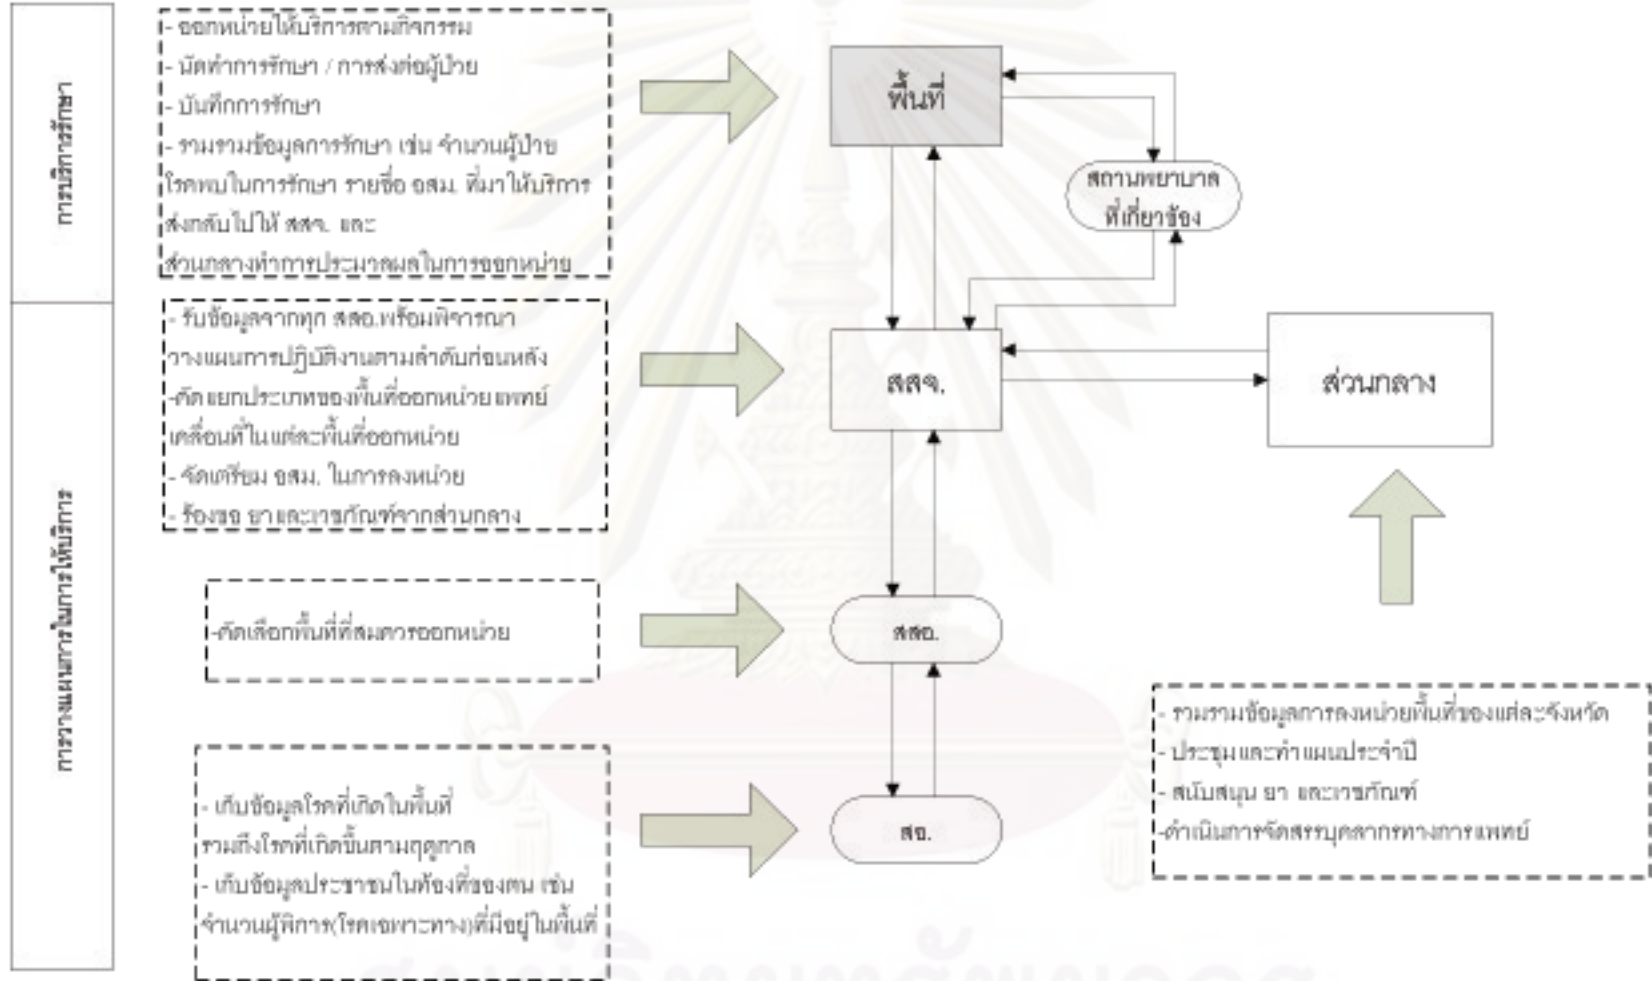 การบริการรักษา
- ออกหน่วยให้บริการตามกิจกรรม
- นัดทำการรักษา / การส่งต่อผู้ป่วย
- บันทึกการรักษา
- รวมรวมข้อมูลการรักษา เช่น จำนวนผู้ป่วย
โรคพบในการรักษา รายชื่อ อสม. ที่มาให้บริการ
ส่งกลับไปให้ สสจ. และ
ส่วนกลางทำการประมาลผลในการออกหน่วย
พื้นที่
สถานพยาบาล
ที่เกี่ยวข้อง
การวางแผนการในการให้บริการ
- รับข้อมูลจากทุก สสอ.พร้อมพิจารณา
วางแผนการปฏิบัติงานตามลำดับก่อนหลัง
-คัดแยกประเภทของพื้นที่ออกหน่วยแพทย์
เคลื่อนที่ในแต่ละพื้นที่ออกหน่วย
- จัดเตรียม อสม. ในการลงหน่วย
- ร้องขอ ยาและเวชภัณฑ์จากส่วนกลาง
สสจ.
ส่วนกลาง
-คัดเลือกพื้นที่ที่สมควรออกหน่วย
สสอ.
- เก็บข้อมูลโรคที่เกิดในพื้นที่
รวมถึงโรคที่เกิดขึ้นตามฤดูกาล
- เก็บข้อมูลประชาชนในท้องที่ของตน เช่น
จำนวนผู้พิการ(โรคเฉพาะทาง)ที่มีอยู่ในพื้นที่
สอ.
- รวมรวมข้อมูลการลงหน่วยพื้นที่ของแต่ละจังหวัด
- ประชุมและทำแผนประจำปี
- สนับสนุน ยา และเวชภัณฑ์
-ดำเนินการจัดสรรบุคลากรทางการแพทย์